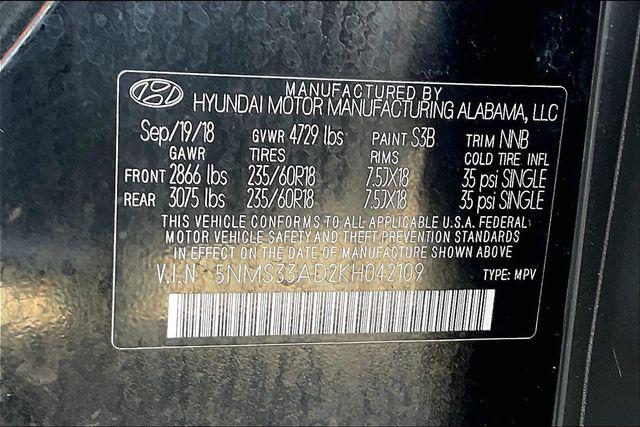 MANUFACTURED BY
HYUNDAI MOTOR MANUFACTURING ALABAMA, LLC
Sep/19/18 GVWR 4729 lbs PAINT S3B TRIM NNB
GAWR TIRES RIMS COLD TIRE INFL
FRONT 2866 lbs 235/60R18 7.5JX18 35 psi SINGLE
REAR 3075 lbs 235/60R18 7.5JX18 35 psi SINGLE
THIS VEHICLE CONFORMS TO ALL APPLICABLE U.S.A. FEDERAL
MOTOR VEHICLE SAFETY AND THEFT PREVENTION STANDARDS
IN EFFECT ON THE DATE OF MANUFACTURE SHOWN ABOVE
V.I.N 5NMS33AD2KH042109 TYPE: MPV